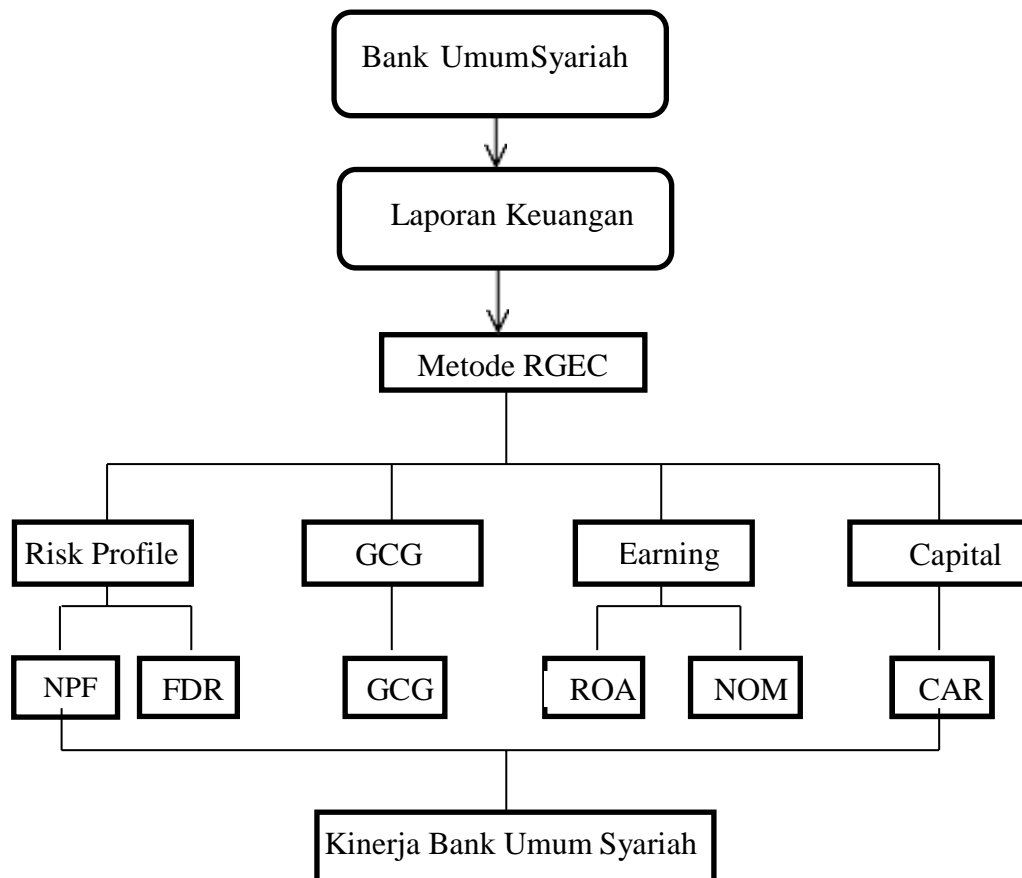 Bank UmumSyariah
Laporan Keuangan
Metode RGEC
Risk Profile
GCG
Earning
Capital
NPF
FDR
GCG
ROA
NOM
CAR
Kinerja Bank Umum Syariah